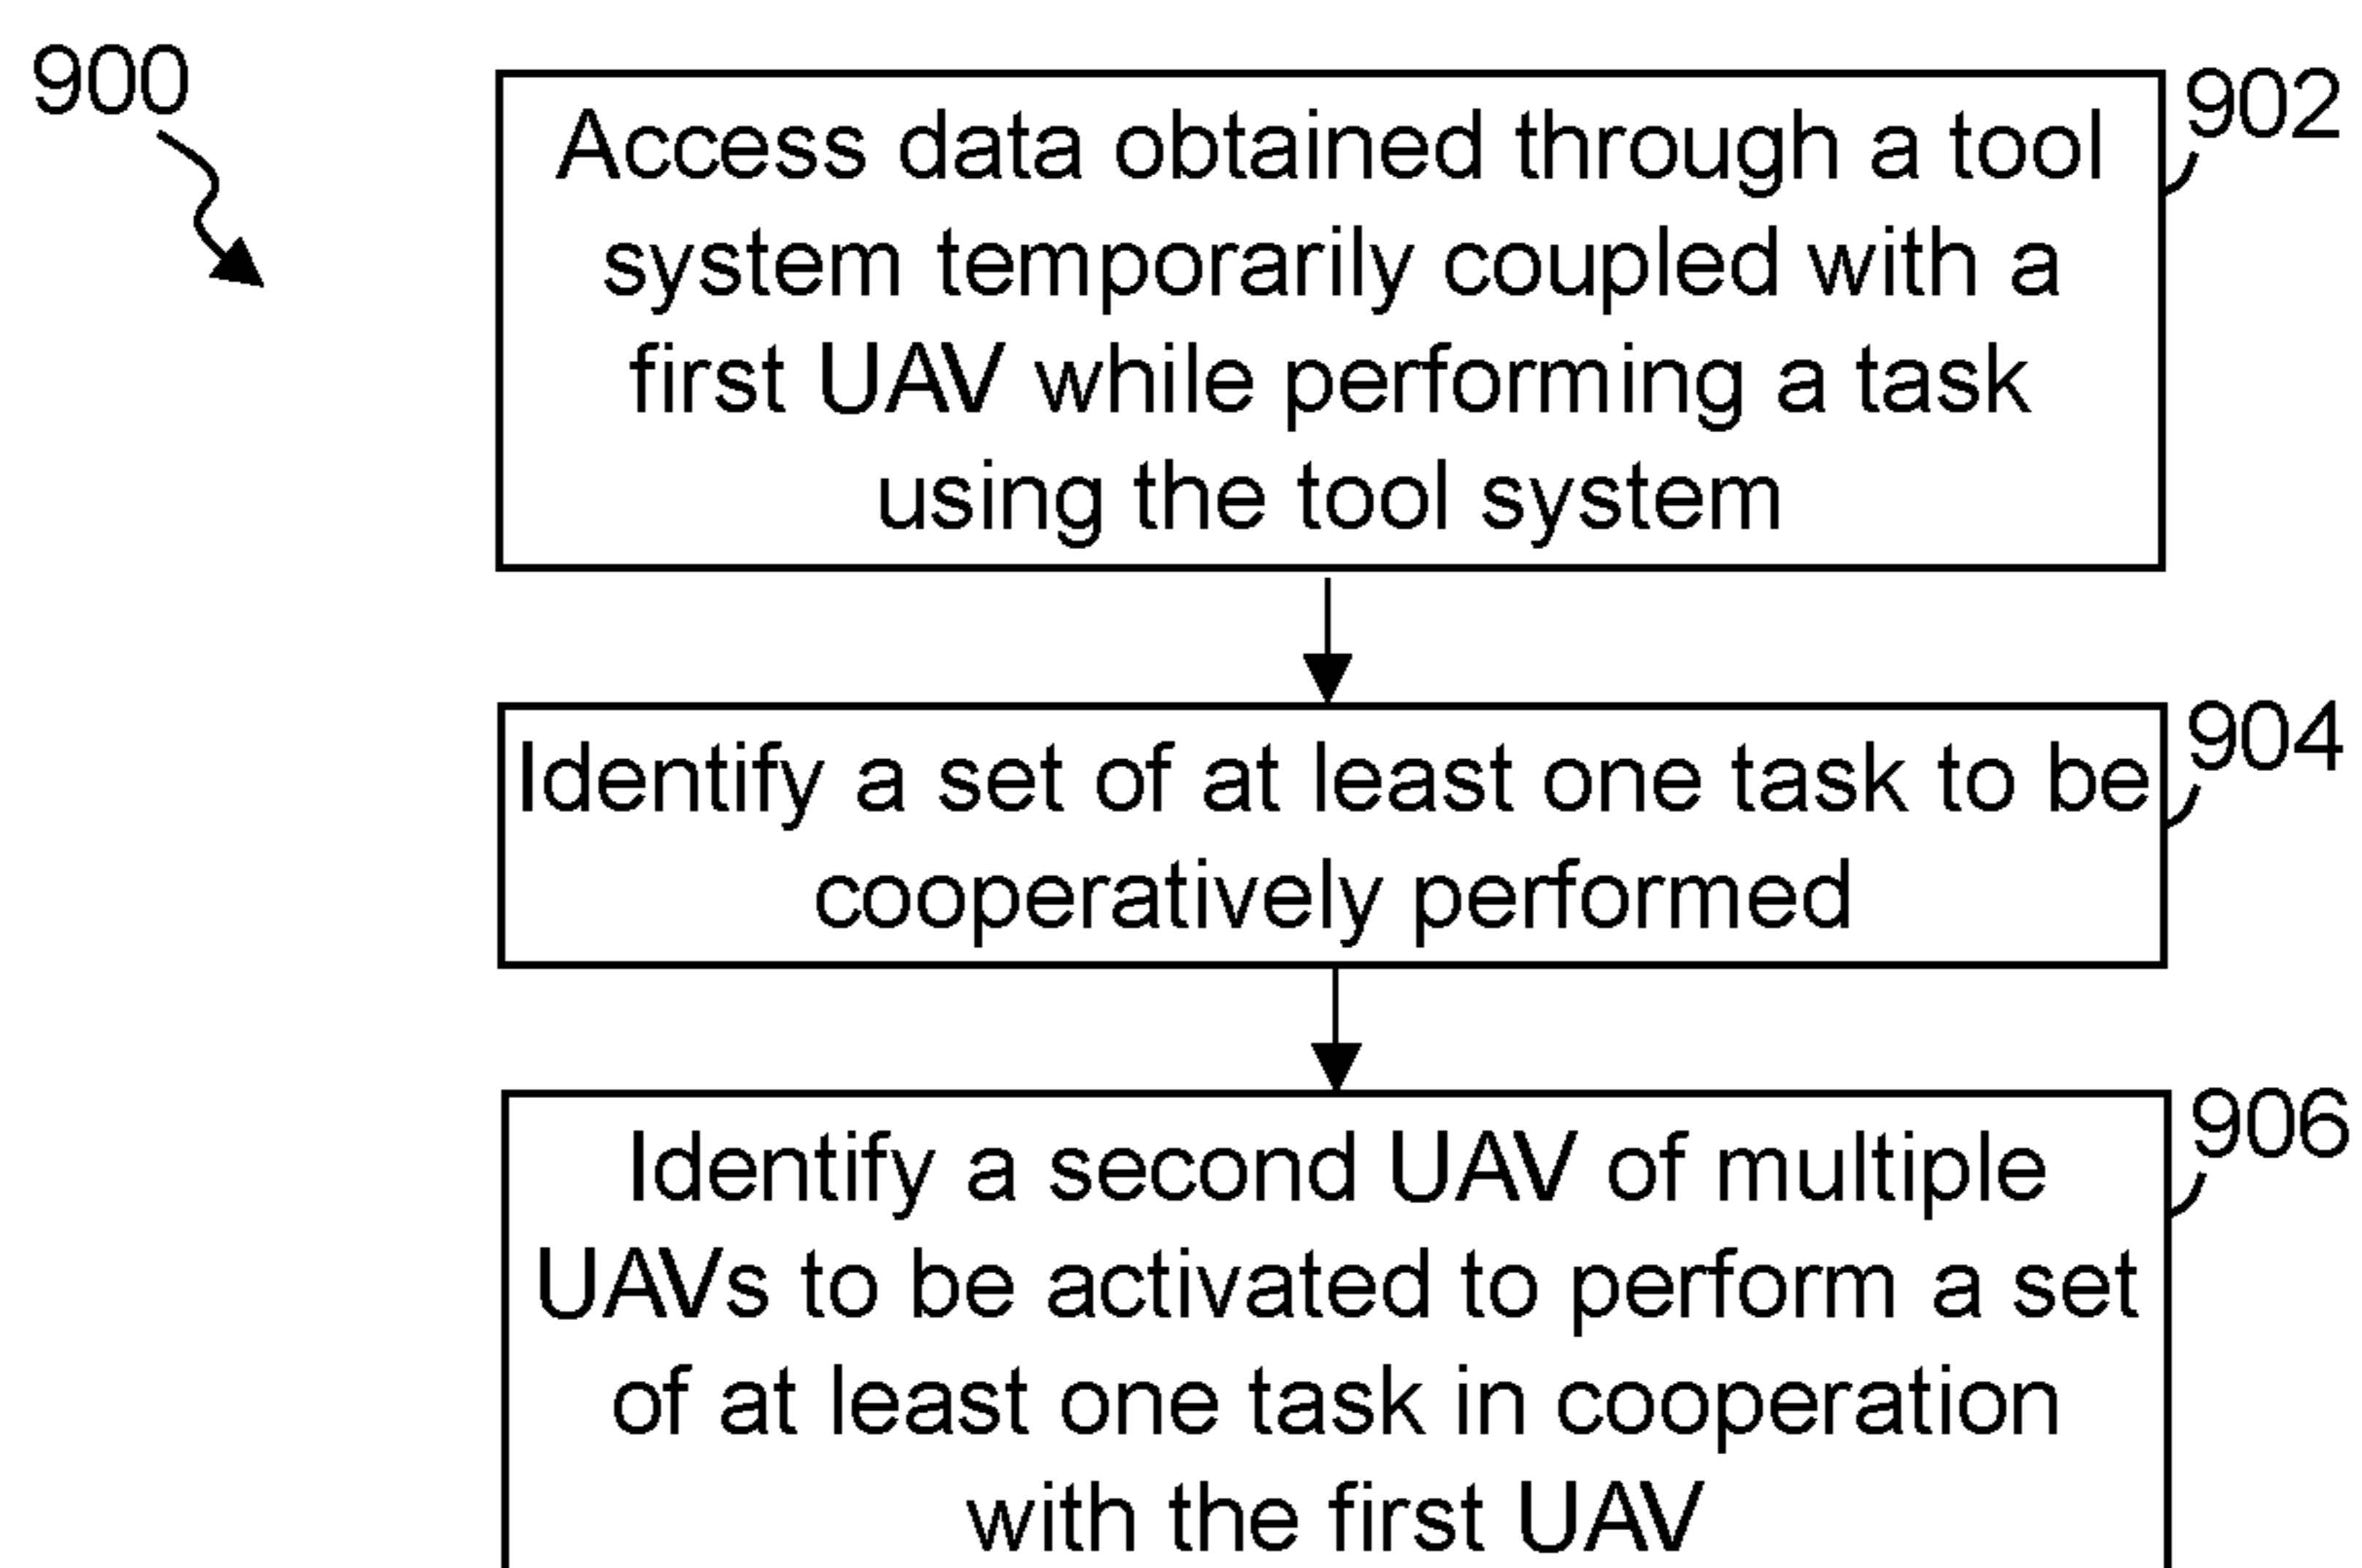 900
902
Access data obtained through a tool
system temporarily coupled with a
first UAV while performing a task
using the tool system
904
Identify a set of at least one task to be
cooperatively performed
906
Identify a second UAV of multiple
UAVs to be activated to perform a set
of at least one task in cooperation
with the first UAV